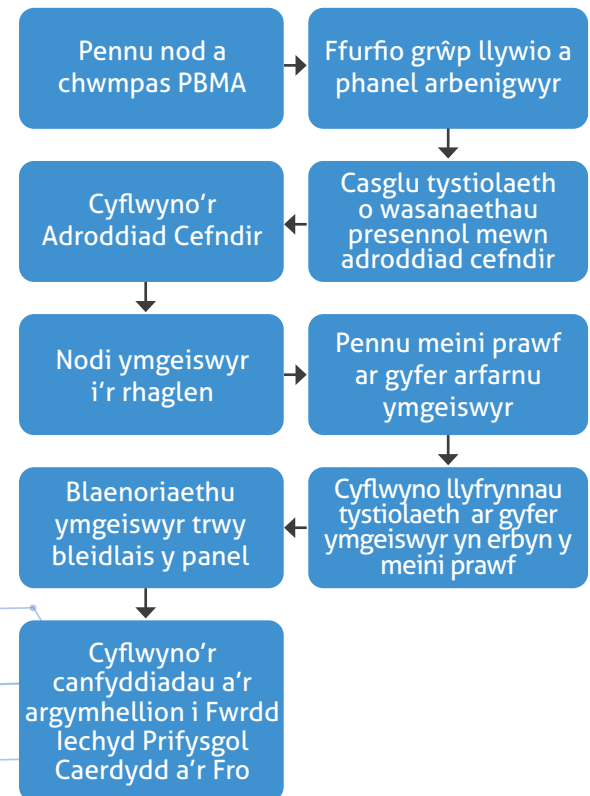 Pennu nod a
chwmpas PBMA
Ffurfio grŵp llywio a
phanel arbenigwyr
Casglu tystiolaeth
o wasanaethau
presennol mewn
adroddiad cefndir
Cyflwyno’r
Adroddiad Cefndir
Nodi ymgeiswyr
i’r rhaglen
Pennu meini prawf
ar gyfer arfarnu
ymgeiswyr
Cyflwyno llyfrynnau
tystiolaeth ar gyfer
ymgeiswyr yn erbyn y
meini prawf
Blaenoriaethu
ymgeiswyr trwy
bleidlais y panel
Cyflwyno’r
canfyddiadau a’r
argymhellion i Fwrdd
Iechyd Prifysgol
Caerdydd a’r Fro